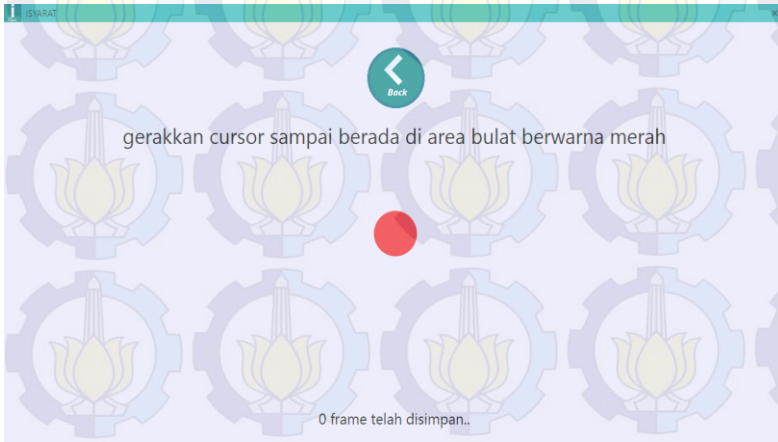 ISYARAT
Back
gerakkan cursor sampai berada di area bulat berwarna merah
0 frame telah disimpan..